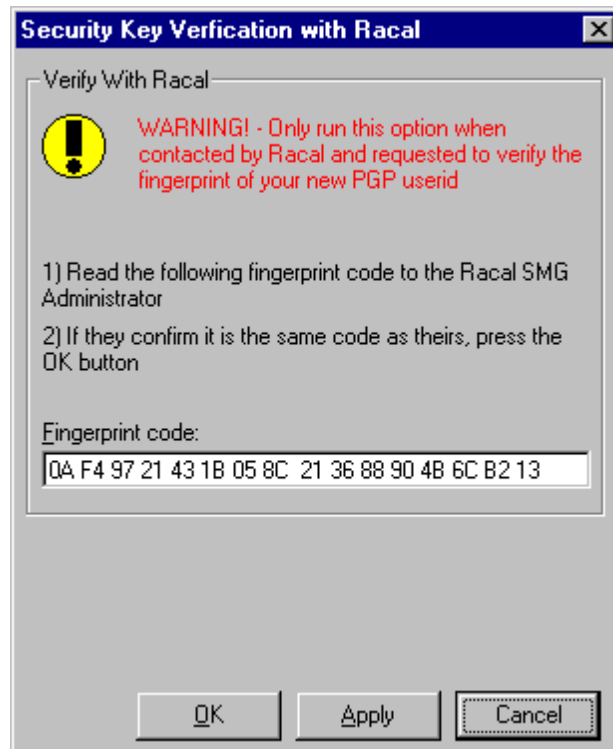 Security Key Verfication with Racal
Verify With Racal
WARNING! - Only run this option when
contacted by Racal and requested to verify the
fingerprint of your new PGP userid
1) Read the following fingerprint code to the Racal SMG
Administrator
2) If they confirm it is the same code as theirs, press the
OK button
Fingerprint code:
0A F4 97 21 43 1B 05 8C  21 36 88 90 4B 6C B2 13
OK Apply Cancel